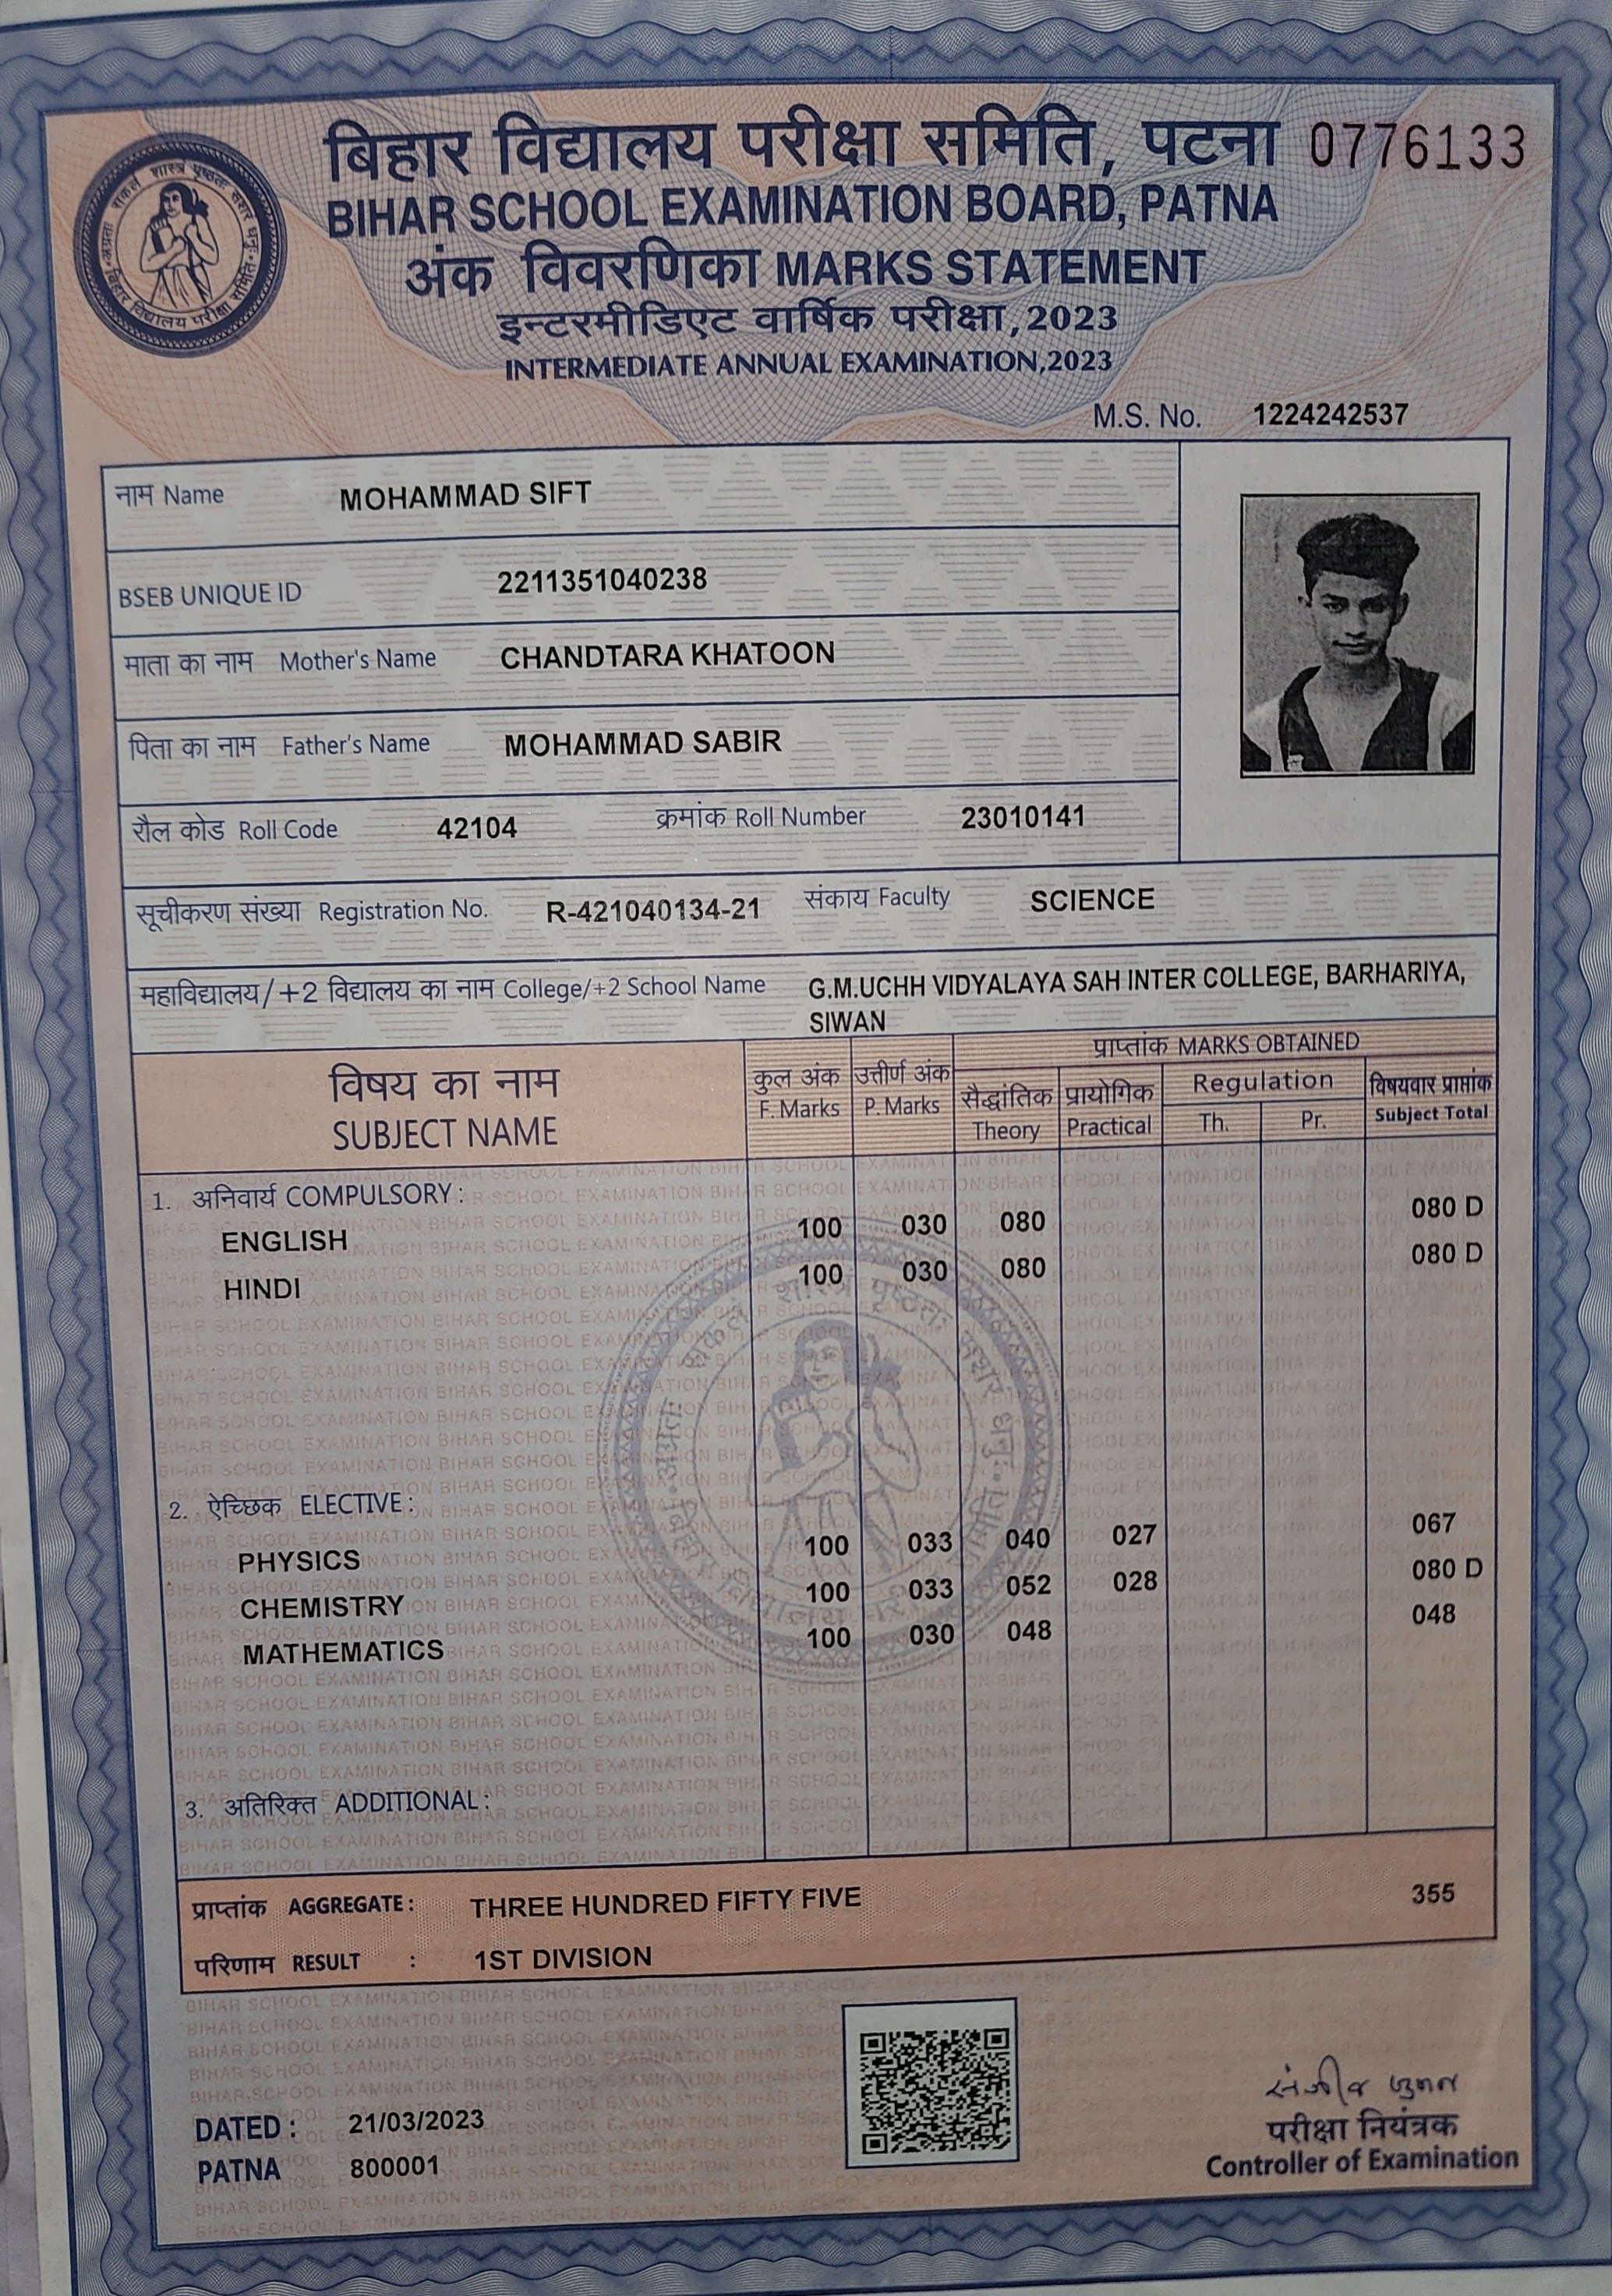 बिहार विद्यालय परीक्षा समिति, पटना 0776133
BIHAR SCHOOL EXAMINATION BOARD, PATNA
अंक विवरणिका MARKS STATEMENT
इन्टरमीडिएट वार्षिक परीक्षा, 2023
INTERMEDIATE ANNUAL EXAMINATION,2023
M.S. No. 1224242537
नाम Name MOHAMMAD SIFT
BSEB UNIQUE ID 2211351040238
माता का नाम Mother's Name CHANDTARA KHATOON
पिता का नाम Father's Name MOHAMMAD SABIR
रौल कोड Roll Code 42104 क्रमांक Roll Number 23010141
सूचीकरण संख्या Registration No. R-421040134-21 संकाय Faculty SCIENCE
महाविद्यालय/+2 विद्यालय का नाम College/+2 School Name G.M.UCHH VIDYALAYA SAH INTER COLLEGE, BARHARIYA,
SIWAN
प्राप्तांक MARKS OBTAINED
विषय का नाम कुल अंक उत्तीर्ण अंक सैद्धांतिक प्रायोगिक Regulation विषयवार प्राप्तांक
SUBJECT NAME F. Marks P. Marks Theory Practical Th. Pr. Subject Total
1. अनिवार्य COMPULSORY :
ENGLISH 100 030 080 080 D
HINDI 100 030 080 080 D
2. ऐच्छिक ELECTIVE :
PHYSICS 100 033 040 027 067
CHEMISTRY 100 033 052 028 080 D
MATHEMATICS 100 030 048 048
3. अतिरिक्त ADDITIONAL :
प्राप्तांक AGGREGATE : THREE HUNDRED FIFTY FIVE 355
परिणाम RESULT : 1ST DIVISION
DATED : 21/03/2023
PATNA 800001
परीक्षा नियंत्रक
Controller of Examination